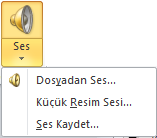 Ses
Dosyadan Ses...
Küçük Resim Sesi...
Ses Kaydet...